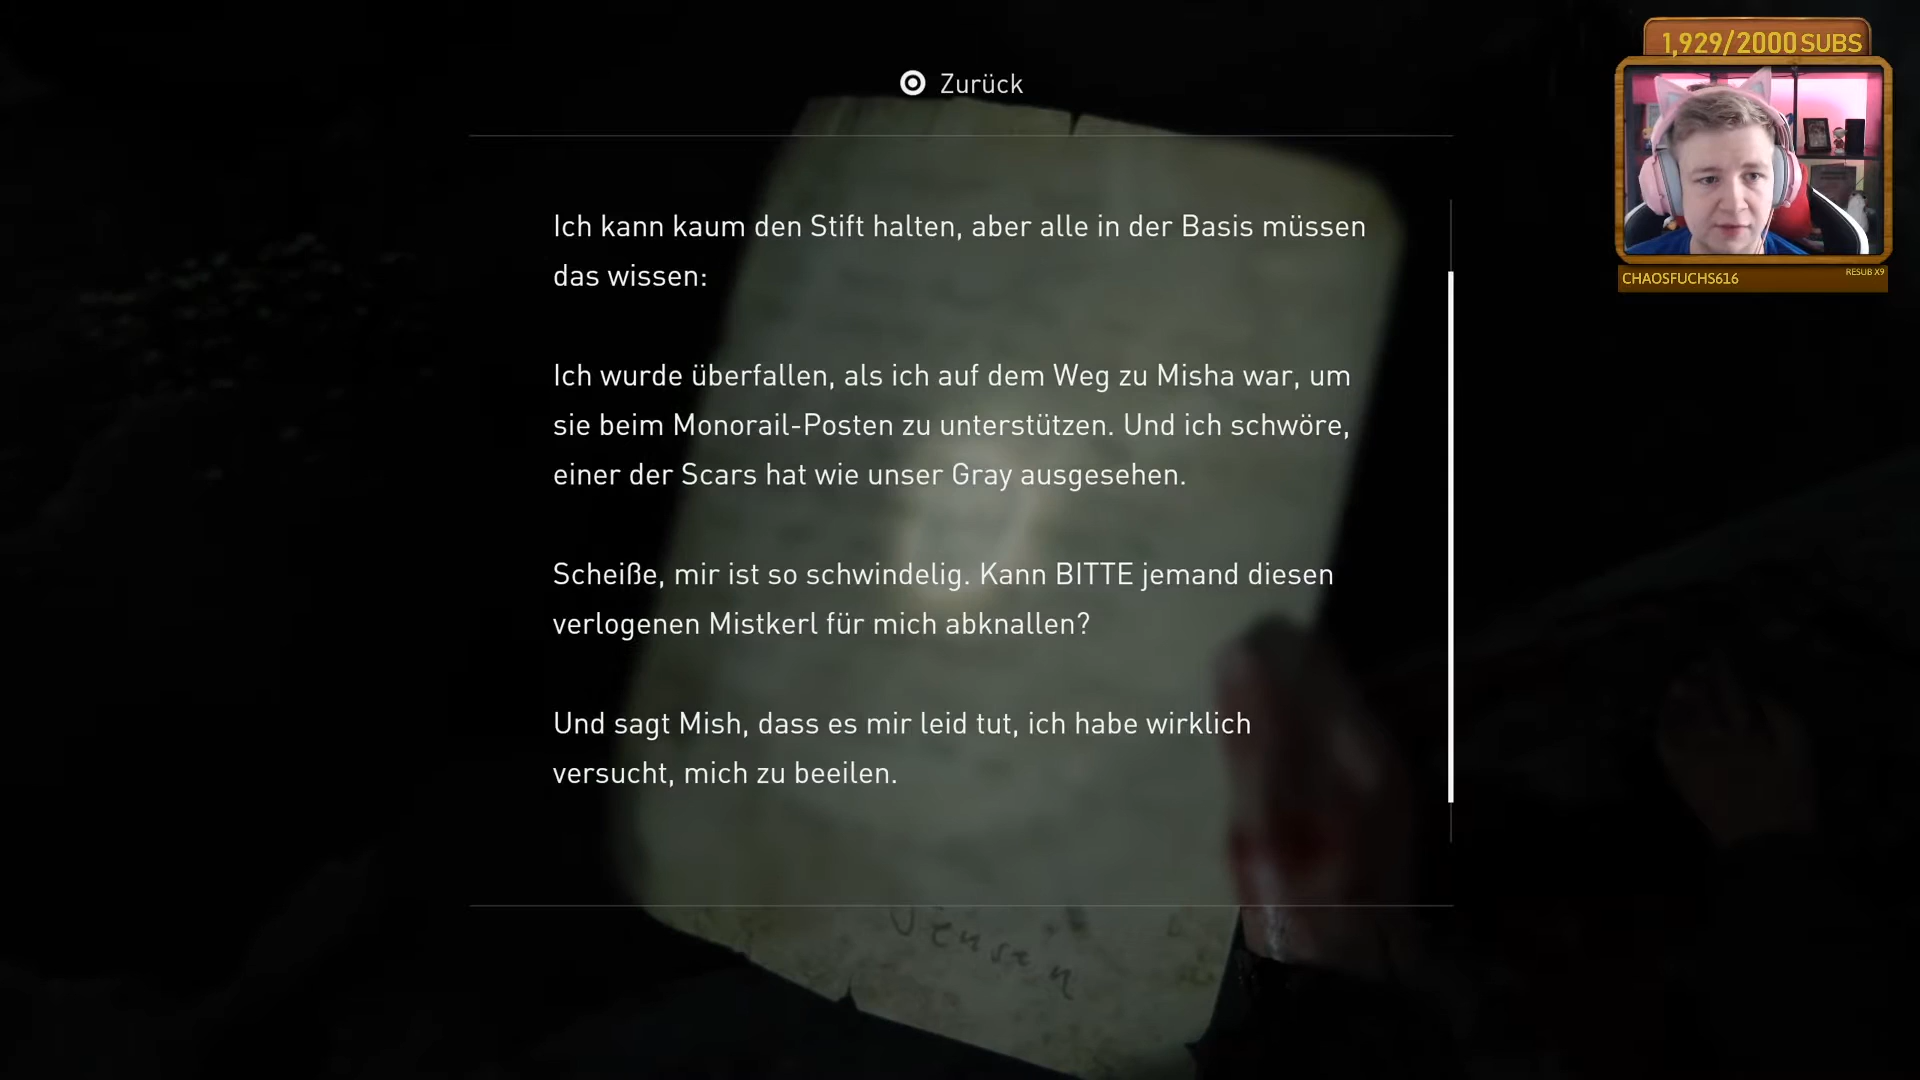 1,929/2000 SUBS
Zurück
CHAOSFUCHS616
RESUB X9
Ich kann kaum den Stift halten, aber alle in der Basis müssen
das wissen:
Ich wurde überfallen, als ich auf dem Weg zu Misha war, um
sie beim Monorail-Posten zu unterstützen. Und ich schwöre,
einer der Scars hat wie unser Gray ausgesehen.
Scheiße, mir ist so schwindelig. Kann BITTE jemand diesen
verlogenen Mistkerl für mich abknallen?
Und sagt Mish, dass es mir leid tut, ich habe wirklich
versucht, mich zu beeilen.
Jensen